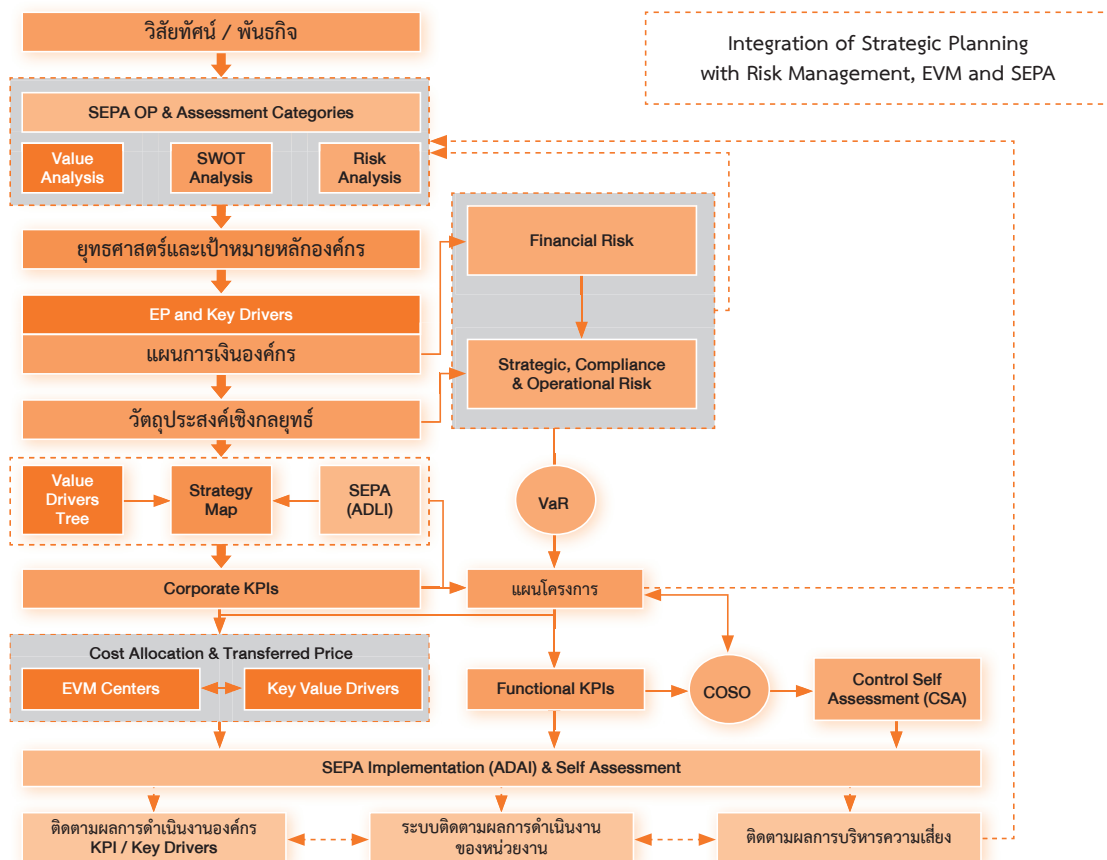 วิสัยทัศน์ / พันธกิจ
Integration of Strategic Planning
with Risk Management, EVM and SEPA
SEPA OP & Assessment Categories
Value
Analysis
SWOT
Analysis
Risk
Analysis
ยุทธศาสตร์และเป้าหมายหลักองค์กร
Financial Risk
EP and Key Drivers
แผนการเงินองค์กร
Strategic, Compliance
& Operational Risk
วัตถุประสงค์เชิงกลยุทธ์
Value
Drivers
Tree
Strategy
Map
SEPA
(ADLI)
VaR
Corporate KPIs
แผนโครงการ
Cost Allocation & Transferred Price
EVM Centers
Key Value Drivers
Functional KPIs
COSO
Control Self
Assessment (CSA)
SEPA Implementation (ADAI) & Self Assessment
ติดตามผลการดำเนินงานองค์กร
KPI / Key Drivers
ระบบติดตามผลการดำเนินงาน
ของหน่วยงาน
ติดตามผลการบริหารความเสี่ยง